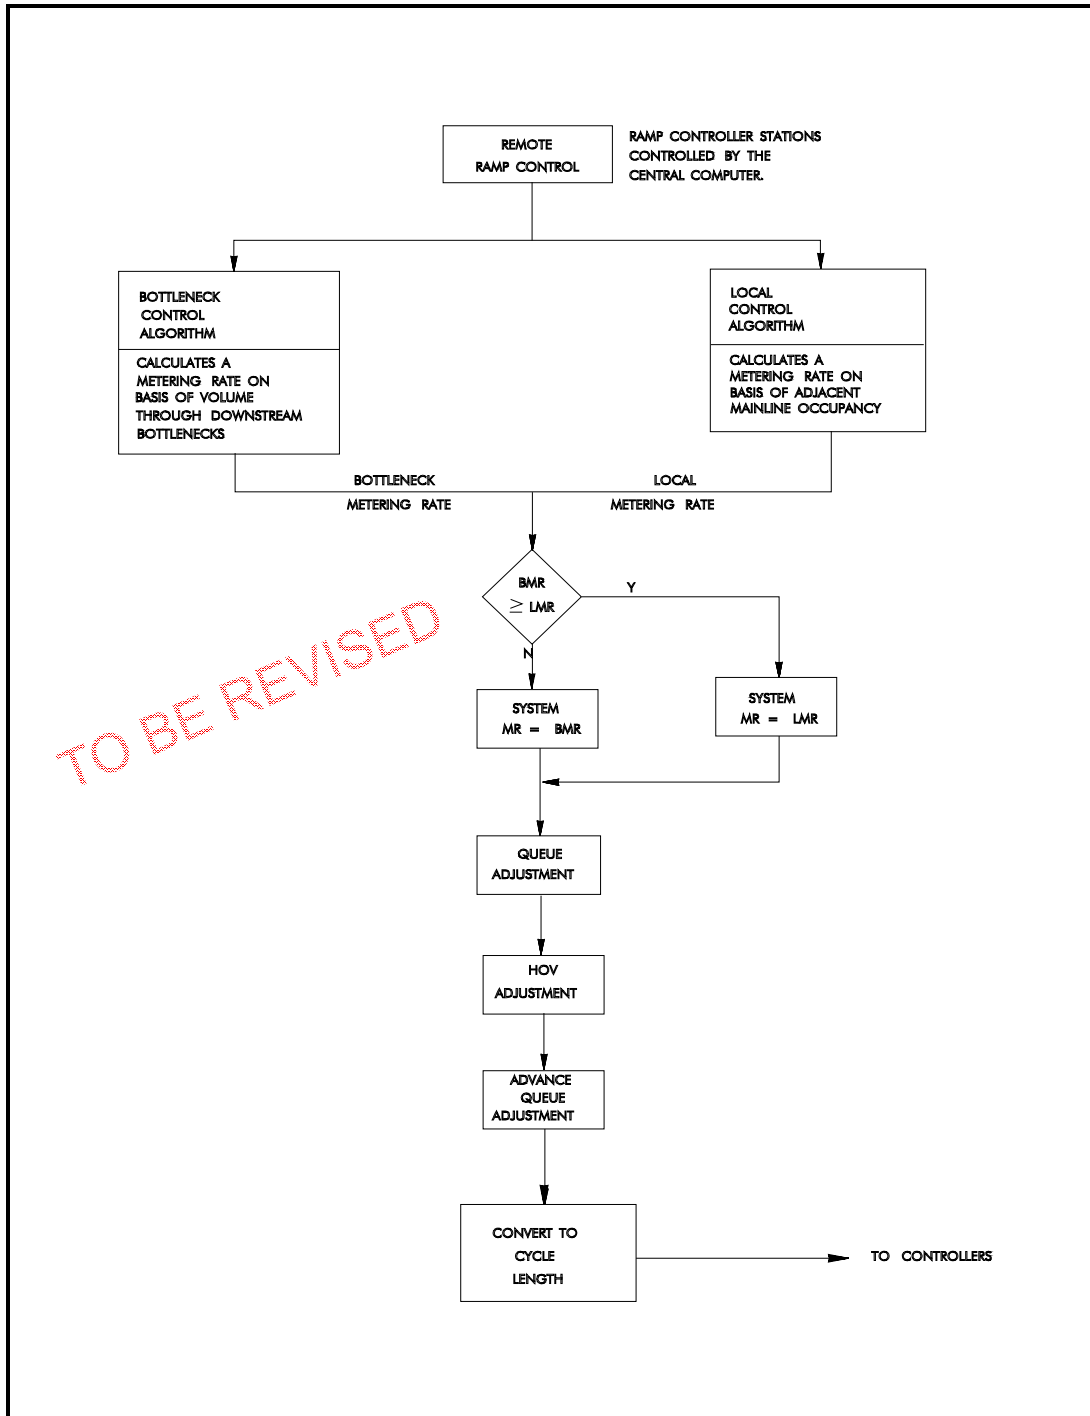 REMOTE
RAMP CONTROL
RAMP CONTROLLER STATIONS
CONTROLLED BY THE
CENTRAL COMPUTER.
BOTTLENECK
CONTROL
ALGORITHM
CALCULATES A
METERING RATE ON
BASIS OF VOLUME
THROUGH DOWNSTREAM
BOTTLENECKS
LOCAL
CONTROL
ALGORITHM
CALCULATES A
METERING RATE ON
BASIS OF ADJACENT
MAINLINE OCCUPANCY
BOTTLENECK
METERING RATE
LOCAL
METERING RATE
BMR
≥ LMR
Y
N
SYSTEM
MR = BMR
SYSTEM
MR = LMR
TO BE REVISED
QUEUE
ADJUSTMENT
HOV
ADJUSTMENT
ADVANCE
QUEUE
ADJUSTMENT
CONVERT TO
CYCLE
LENGTH
TO CONTROLLERS